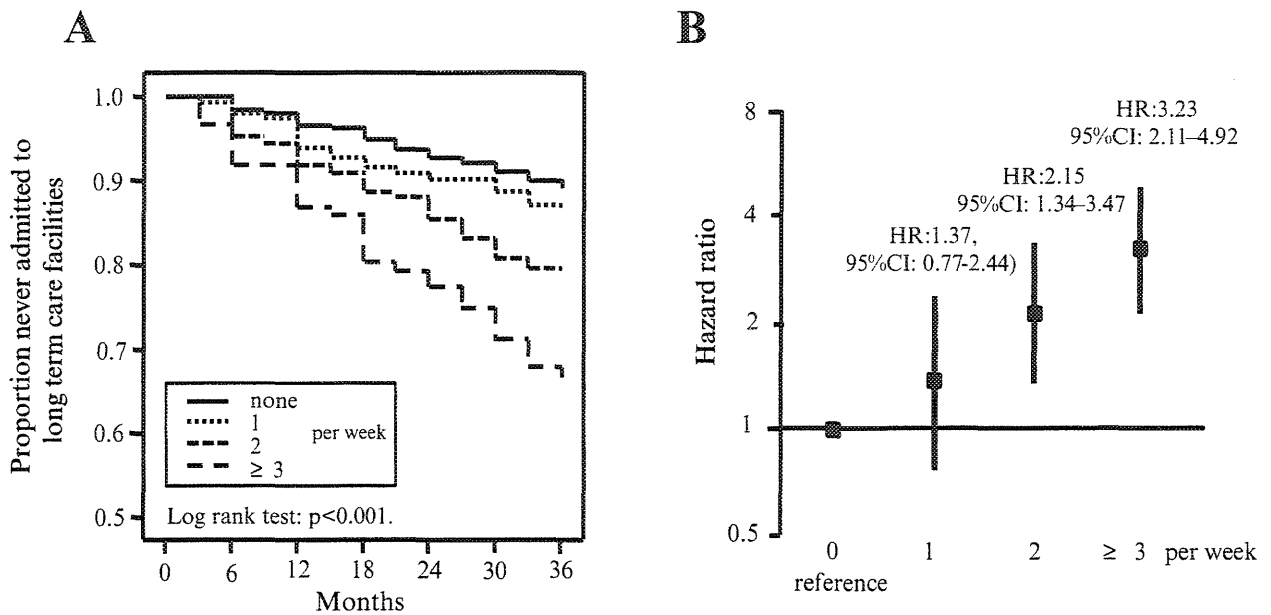 A
Proportion never admitted to
long term care facilities
1.0
0.9
0.8
0.7
0.6
0.5
none
1
2
≥ 3
per week
Log rank test: p<0.001.
0 6 12 18 24 30 36
Months
B
Hazard ratio
8
4
2
1
0.5
HR:3.23
95%CI: 2.11–4.92
HR:2.15
95%CI: 1.34–3.47
HR:1.37,
95%CI: 0.77-2.44)
0 1 2 ≥ 3 per week
reference